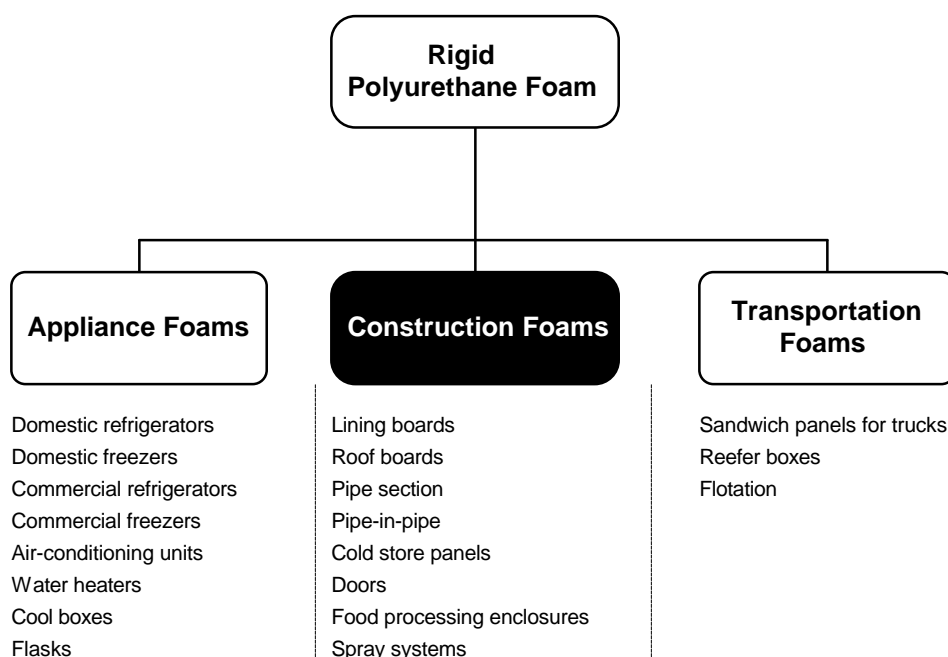 Rigid
Polyurethane Foam
Appliance Foams
Construction Foams
Transportation
Foams
Domestic refrigerators
Domestic freezers
Commercial refrigerators
Commercial freezers
Air-conditioning units
Water heaters
Cool boxes
Flasks
Lining boards
Roof boards
Pipe section
Pipe-in-pipe
Cold store panels
Doors
Food processing enclosures
Spray systems
Sandwich panels for trucks
Reefer boxes
Flotation